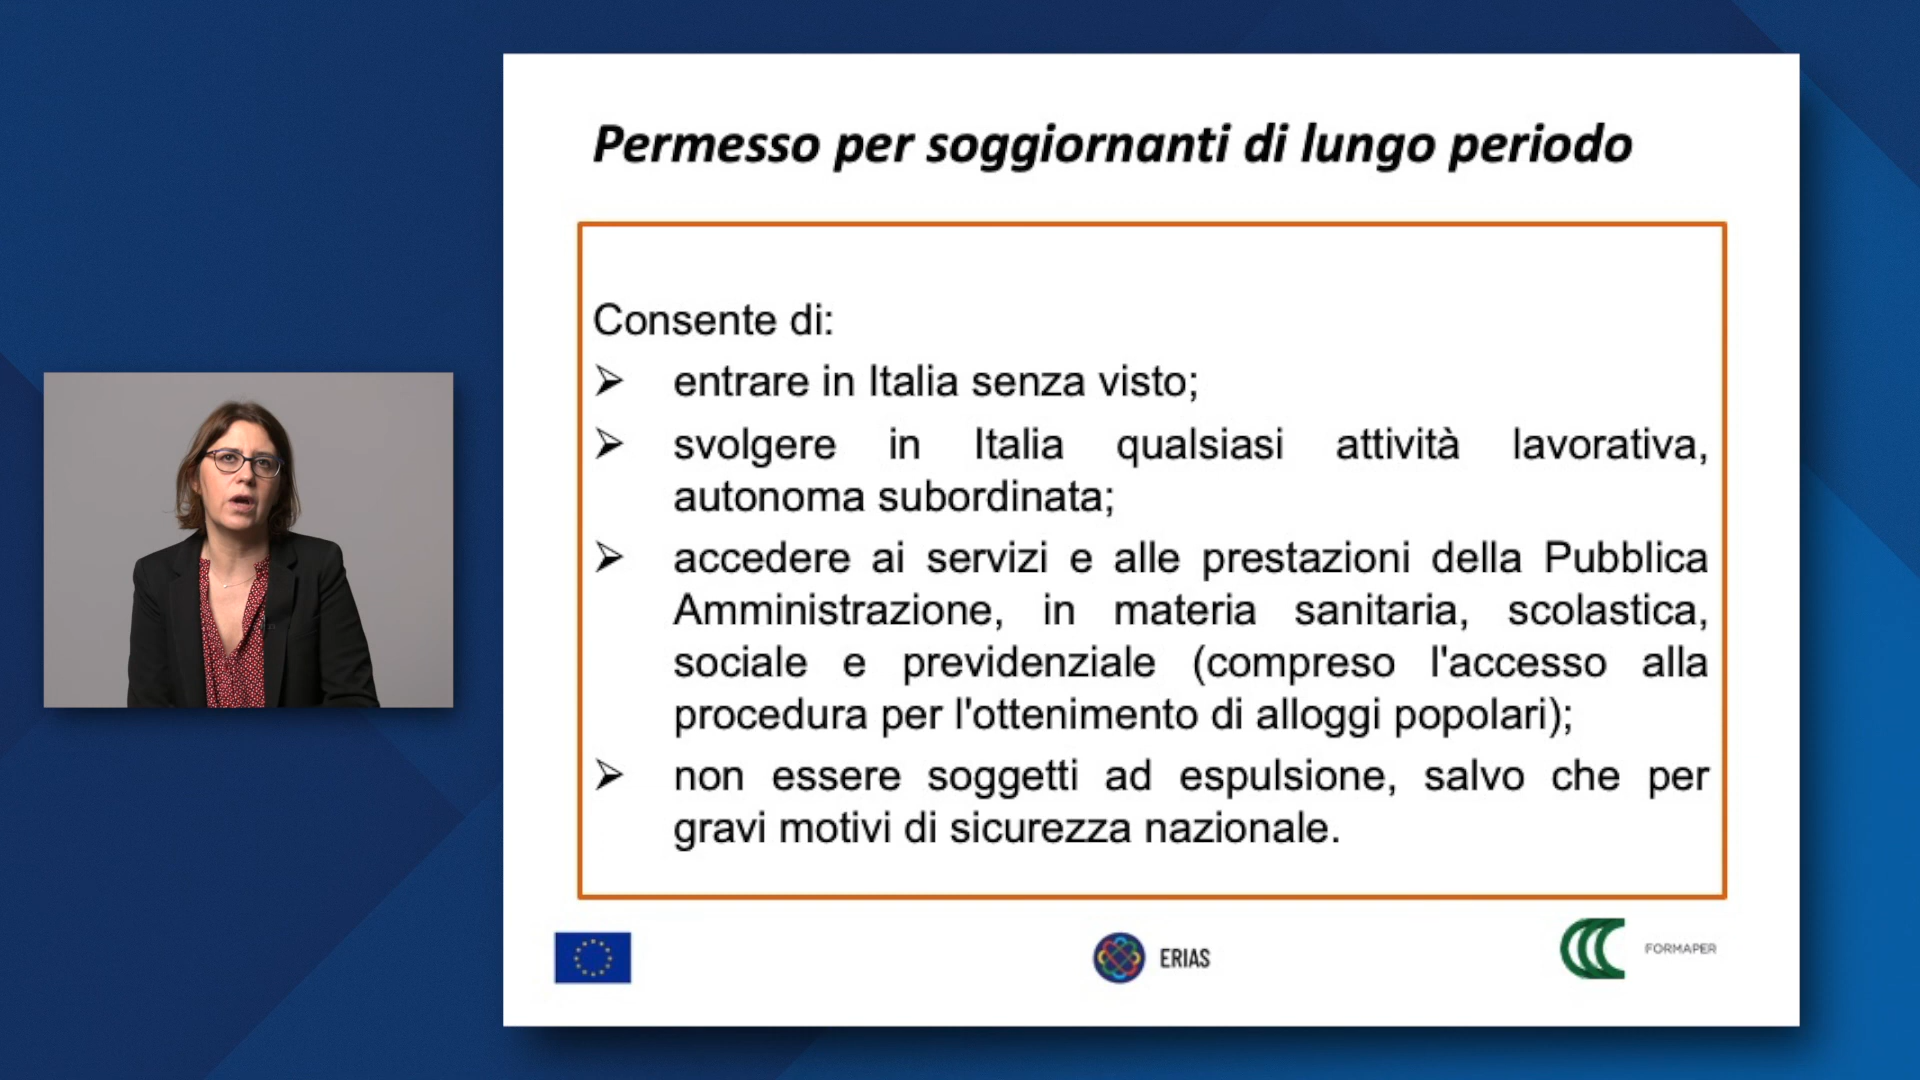 Permesso per soggiornanti di lungo periodo
Consente di:
➢ entrare in Italia senza visto;
➢ svolgere in Italia qualsiasi attività lavorativa,
autonoma subordinata;
➢ accedere ai servizi e alle prestazioni della Pubblica
Amministrazione, in materia sanitaria, scolastica,
sociale e previdenziale (compreso l'accesso alla
procedura per l'ottenimento di alloggi popolari);
➢ non essere soggetti ad espulsione, salvo che per
gravi motivi di sicurezza nazionale.
ERIAS
FORMAPER